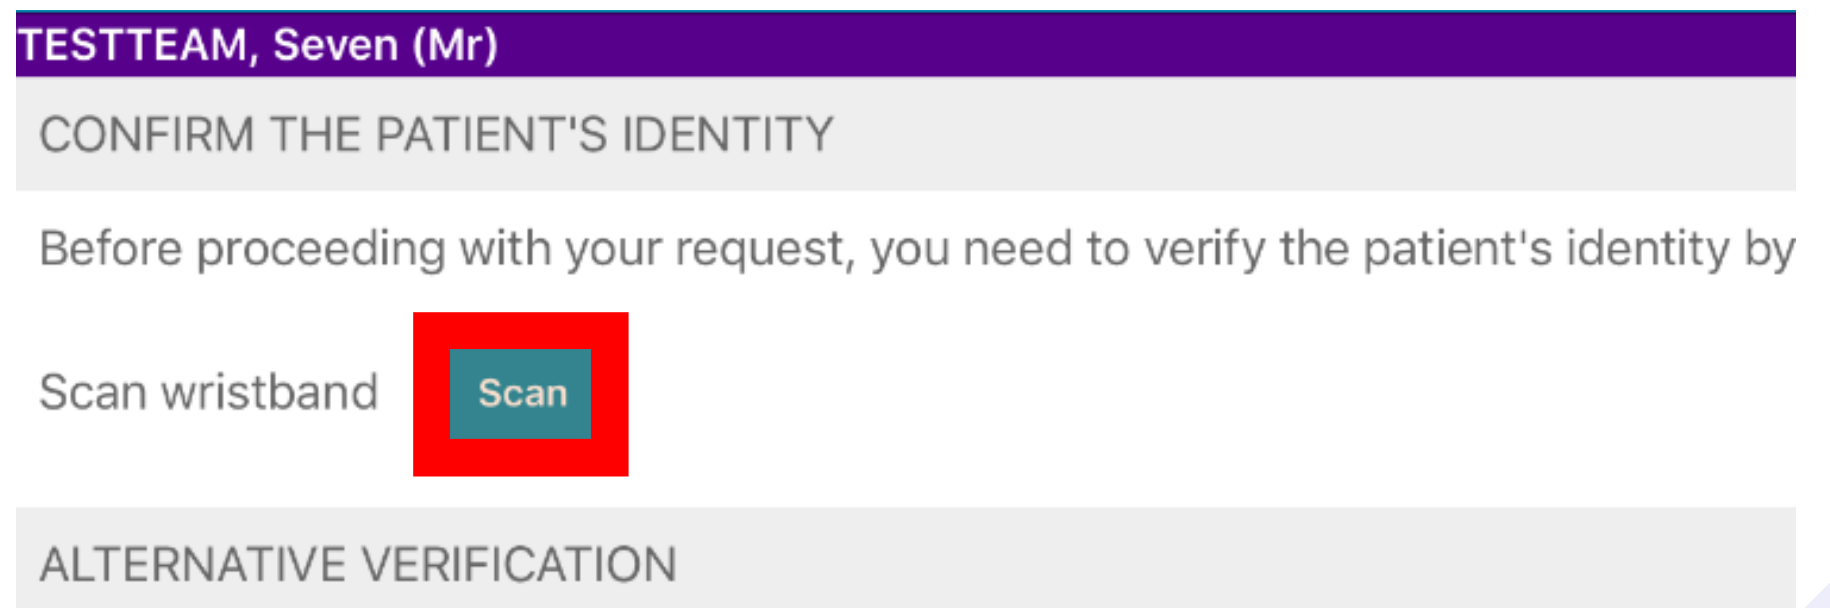 TESTTEAM, Seven (Mr)
CONFIRM THE PATIENT'S IDENTITY
Before proceeding with your request, you need to verify the patient's identity by
Scan wristband Scan
ALTERNATIVE VERIFICATION